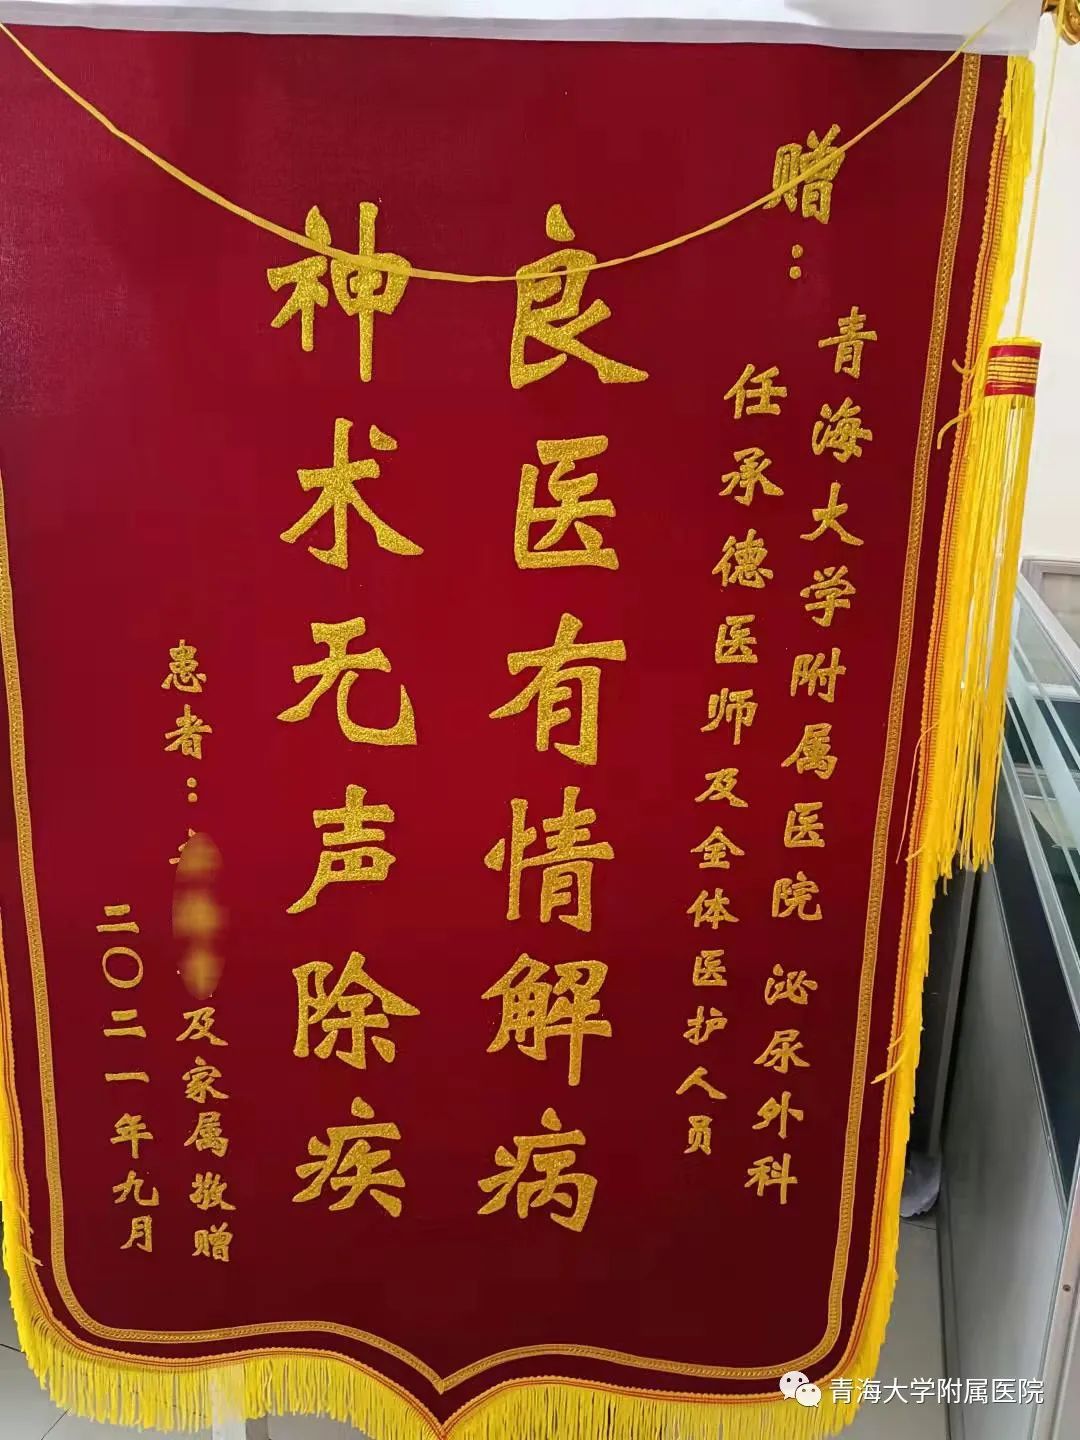 赠：
青海大学附属医院 泌尿外科
任承德医师及全体医护人员
良医有情解病
神术无声除疾
患者：
及家属敬赠
二〇二一年九月
青海大学附属医院